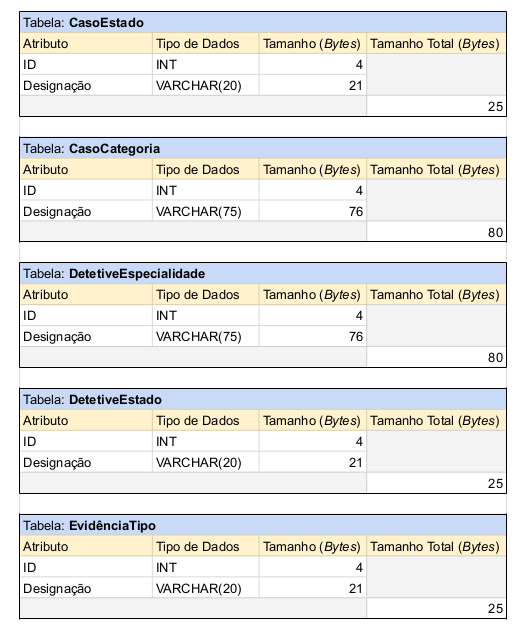 Tabela: CasoEstado
Atributo Tipo de Dados Tamanho (Bytes) Tamanho Total (Bytes)
ID INT 4
Designação VARCHAR(20) 21
25
Tabela: CasoCategoria
Atributo Tipo de Dados Tamanho (Bytes) Tamanho Total (Bytes)
ID INT 4
Designação VARCHAR(75) 76
80
Tabela: DetetiveEspecialidade
Atributo Tipo de Dados Tamanho (Bytes) Tamanho Total (Bytes)
ID INT 4
Designação VARCHAR(75) 76
80
Tabela: DetetiveEstado
Atributo Tipo de Dados Tamanho (Bytes) Tamanho Total (Bytes)
ID INT 4
Designação VARCHAR(20) 21
25
Tabela: EvidênciaTipo
Atributo Tipo de Dados Tamanho (Bytes) Tamanho Total (Bytes)
ID INT 4
Designação VARCHAR(20) 21
25